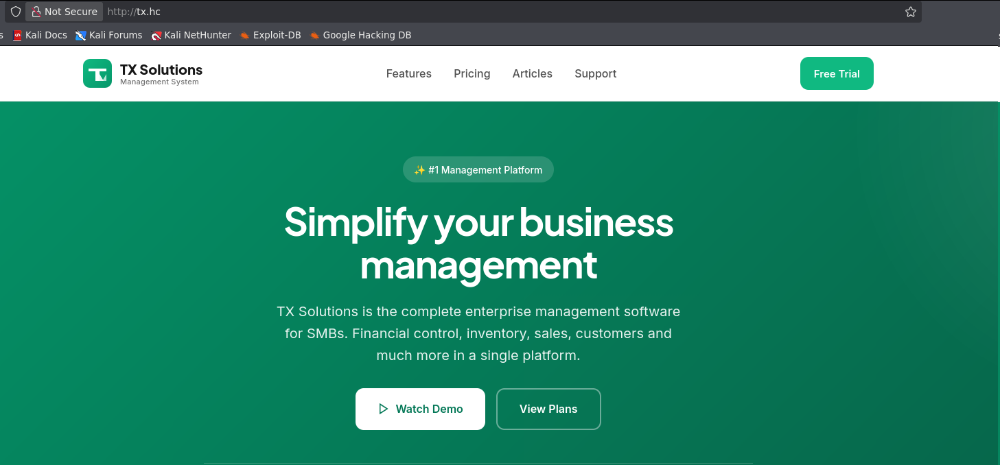 Not Secure http://tx.hc
Kali Docs Kali Forums Kali NetHunter Exploit-DB Google Hacking DB
TX Solutions
Management System
Features Pricing Articles Support
Free Trial
✨ #1 Management Platform
Simplify your business
management
TX Solutions is the complete enterprise management software
for SMBs. Financial control, inventory, sales, customers and
much more in a single platform.
Watch Demo View Plans